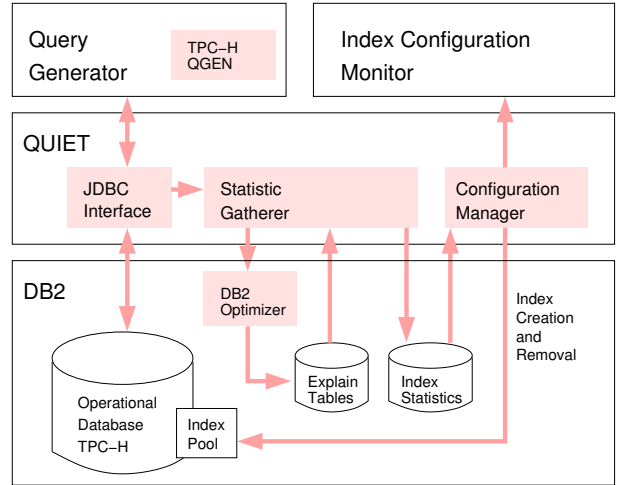 Query
Generator
TPC−H
QGEN
Index Configuration
Monitor
QUIET
JDBC
Interface
Statistic
Gatherer
Configuration
Manager
DB2
DB2
Optimizer
Index
Creation
and
Removal
Explain
Tables
Index
Statistics
Operational
Database
TPC−H
Index
Pool